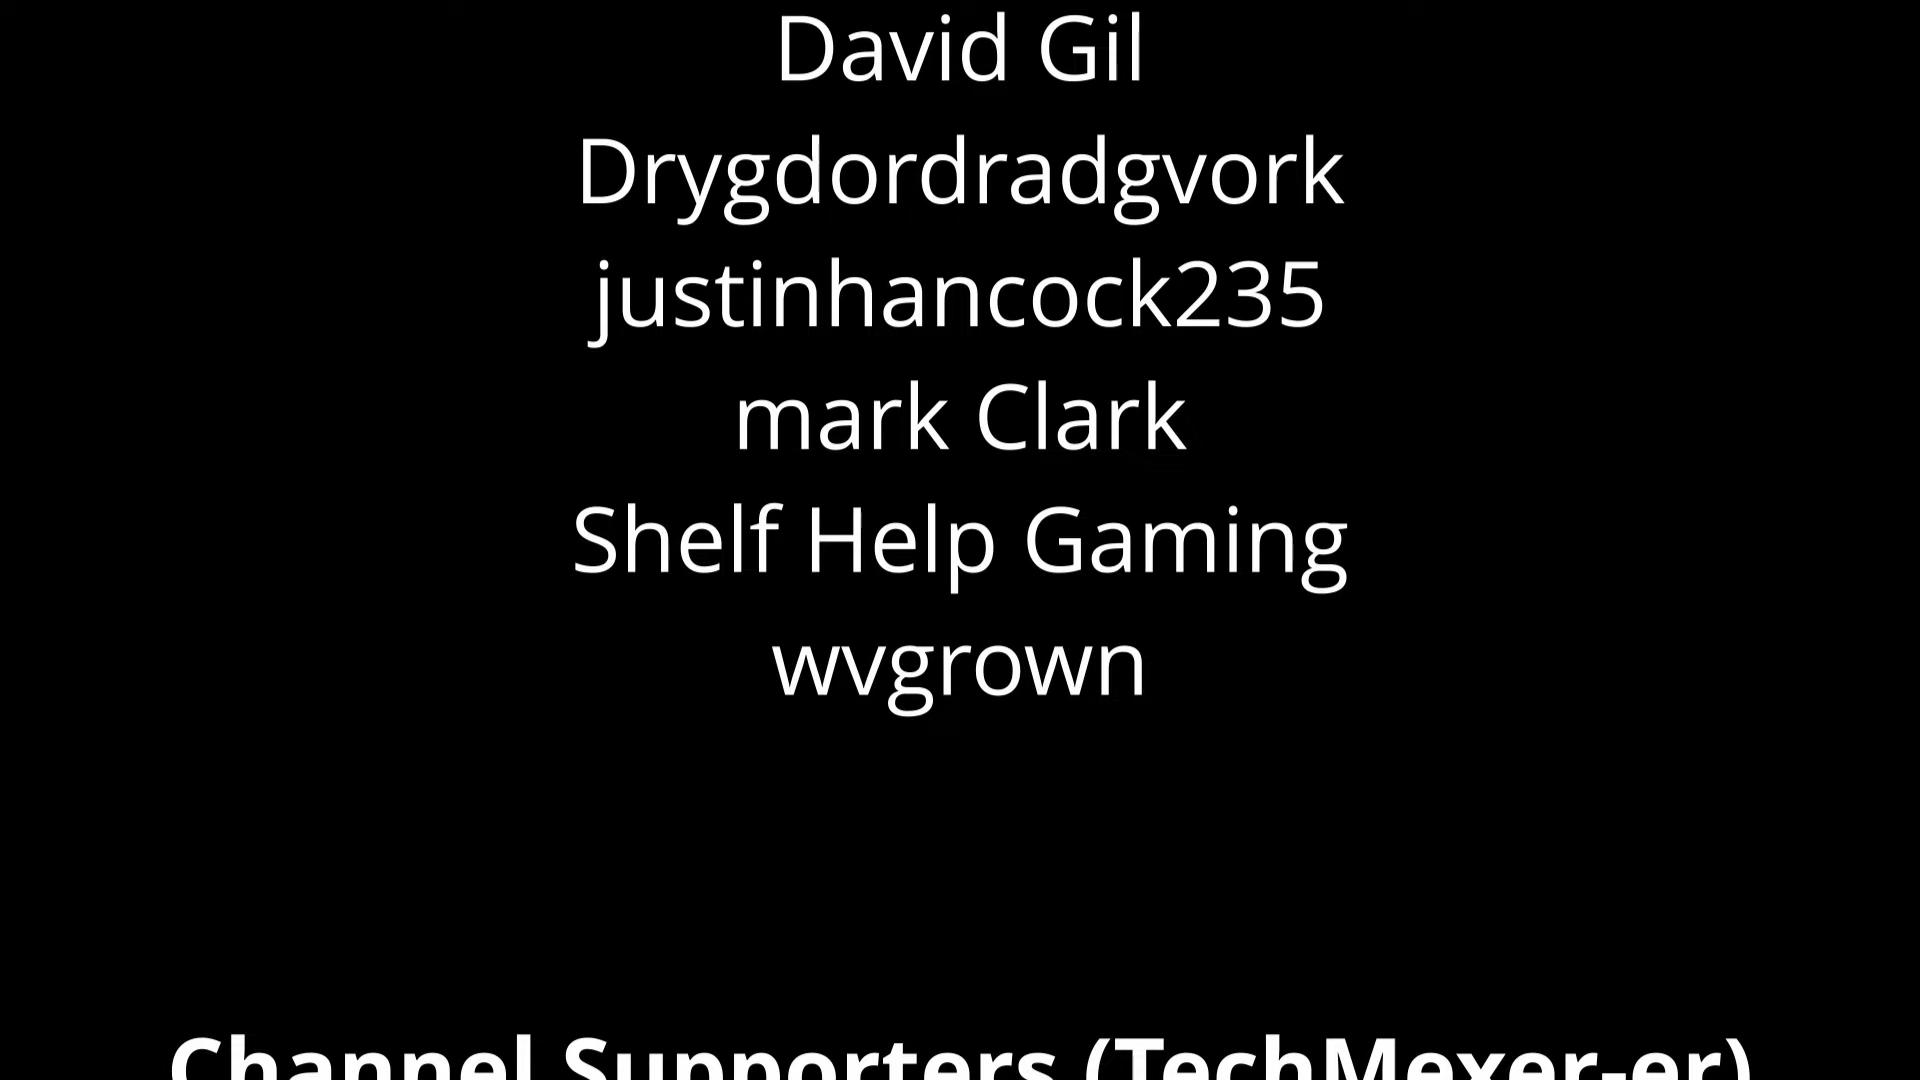 David Gil
Drygdordradgvork
justinhancock235
mark Clark
Shelf Help Gaming
wvgrown
Channel Supporters (TechMexer-er)